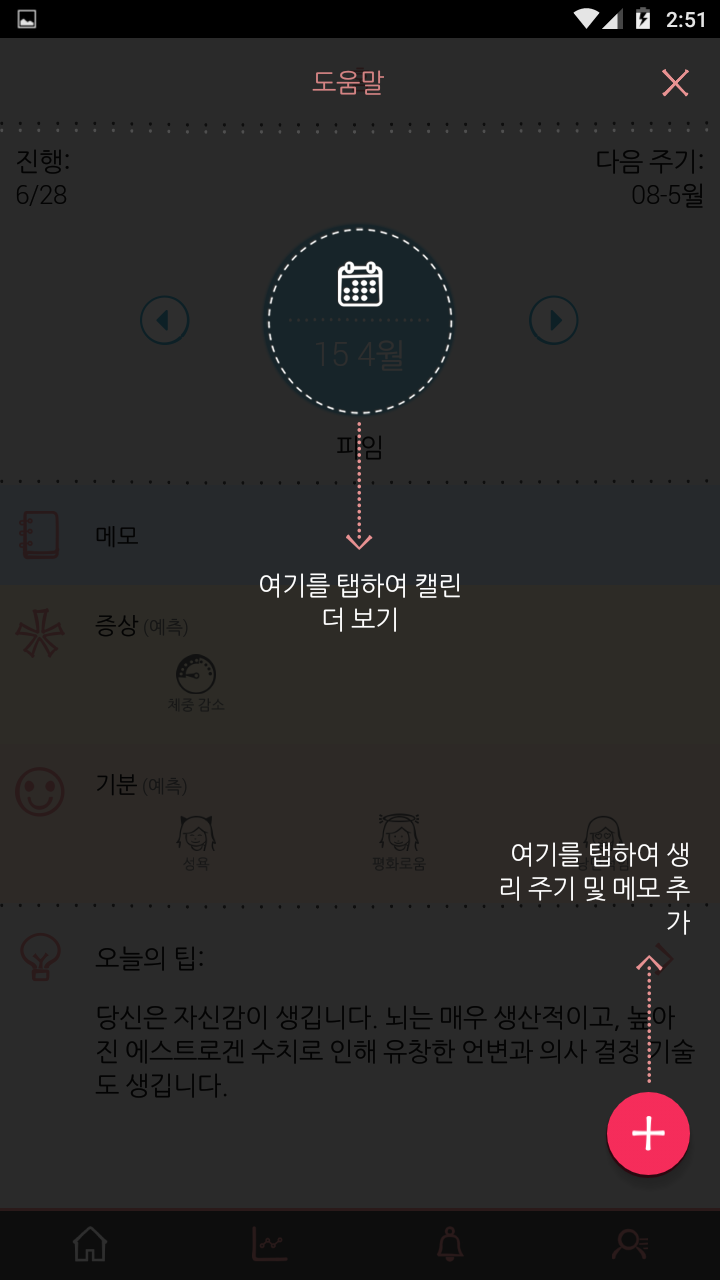 2:51
도움말
진행:
6/28
다음 주기:
08-5월
15 4월
피임
메모
여기를 탭하여 캘린
더 보기
증상 (예측)
체중 감소
기분 (예측)
성욕
평화로움
여기를 탭하여 생
리 주기 및 메모 추
가
오늘의 팁:
당신은 자신감이 생깁니다. 뇌는 매우 생산적이고, 높아
진 에스트로겐 수치로 인해 유창한 언변과 의사 결정 기술
도 생깁니다.